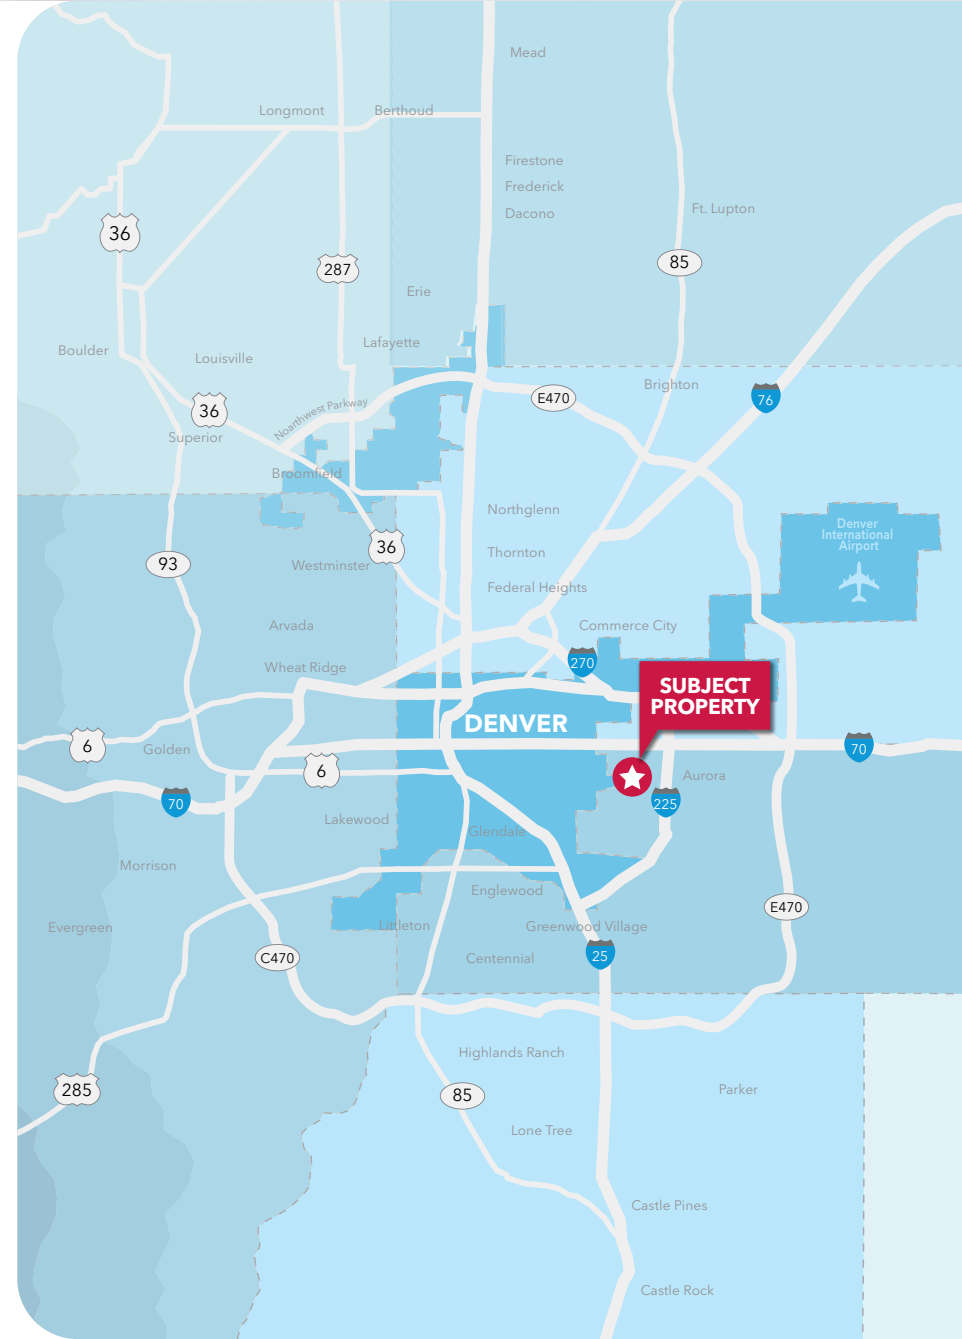 Mead
Longmont
Berthoud
Firestone
Frederick
Dacono
Ft. Lupton
36
287
85
Erie
Boulder
Louisville
Lafayette
Brighton
E470
76
36
Noarthwest Parkway
Superior
Broomfield
Northglenn
Denver
International
Airport
36
Thornton
93
Westminster
Federal Heights
Arvada
Commerce City
Wheat Ridge
270
SUBJECT
PROPERTY
DENVER
6
Golden
70
6
Aurora
70
225
Lakewood
Glendale
Morrison
Englewood
E470
Evergreen
Littleton
Greenwood Village
C470
Centennial
25
Highlands Ranch
285
85
Parker
Lone Tree
Castle Pines
Castle Rock